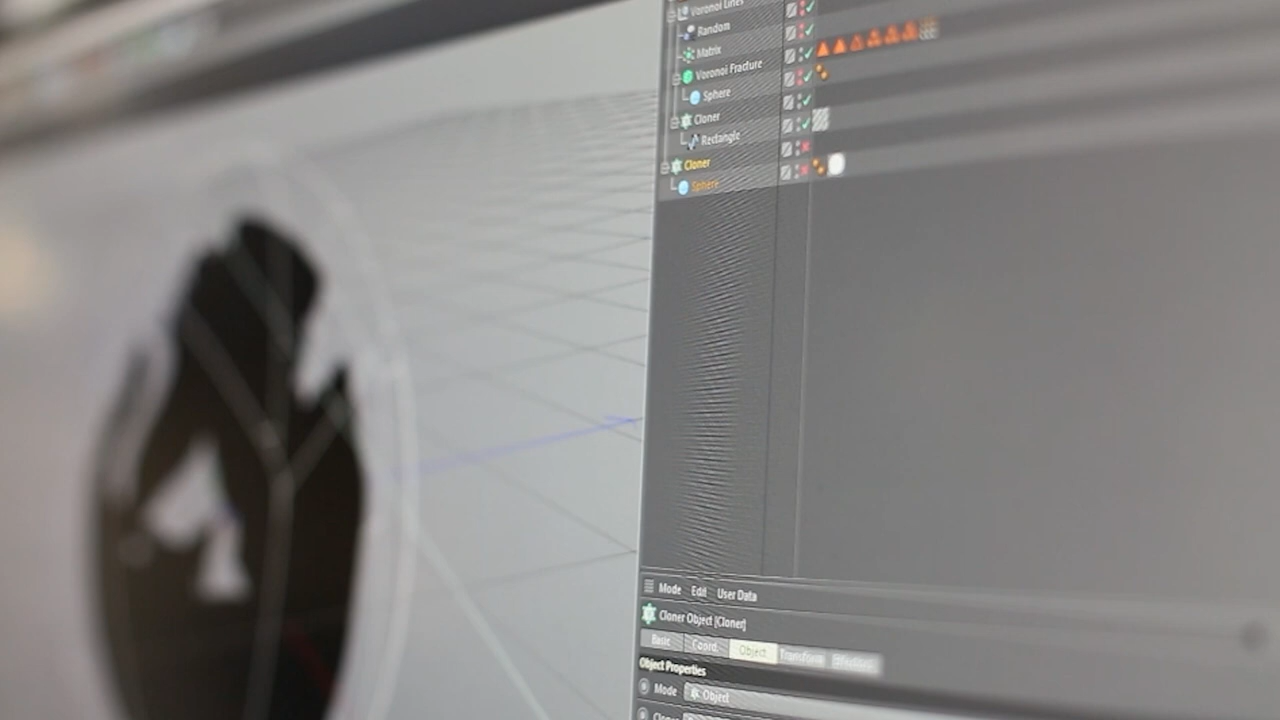 Voronoi Lines
Random
Matrix
Voronoi Fracture
Sphere
Cloner
Rectangle
Cloner
Sphere
Mode Edit User Data
Cloner Object [Cloner]
Basic Coord. Object Transform Effectors
Object Properties
Mode Object